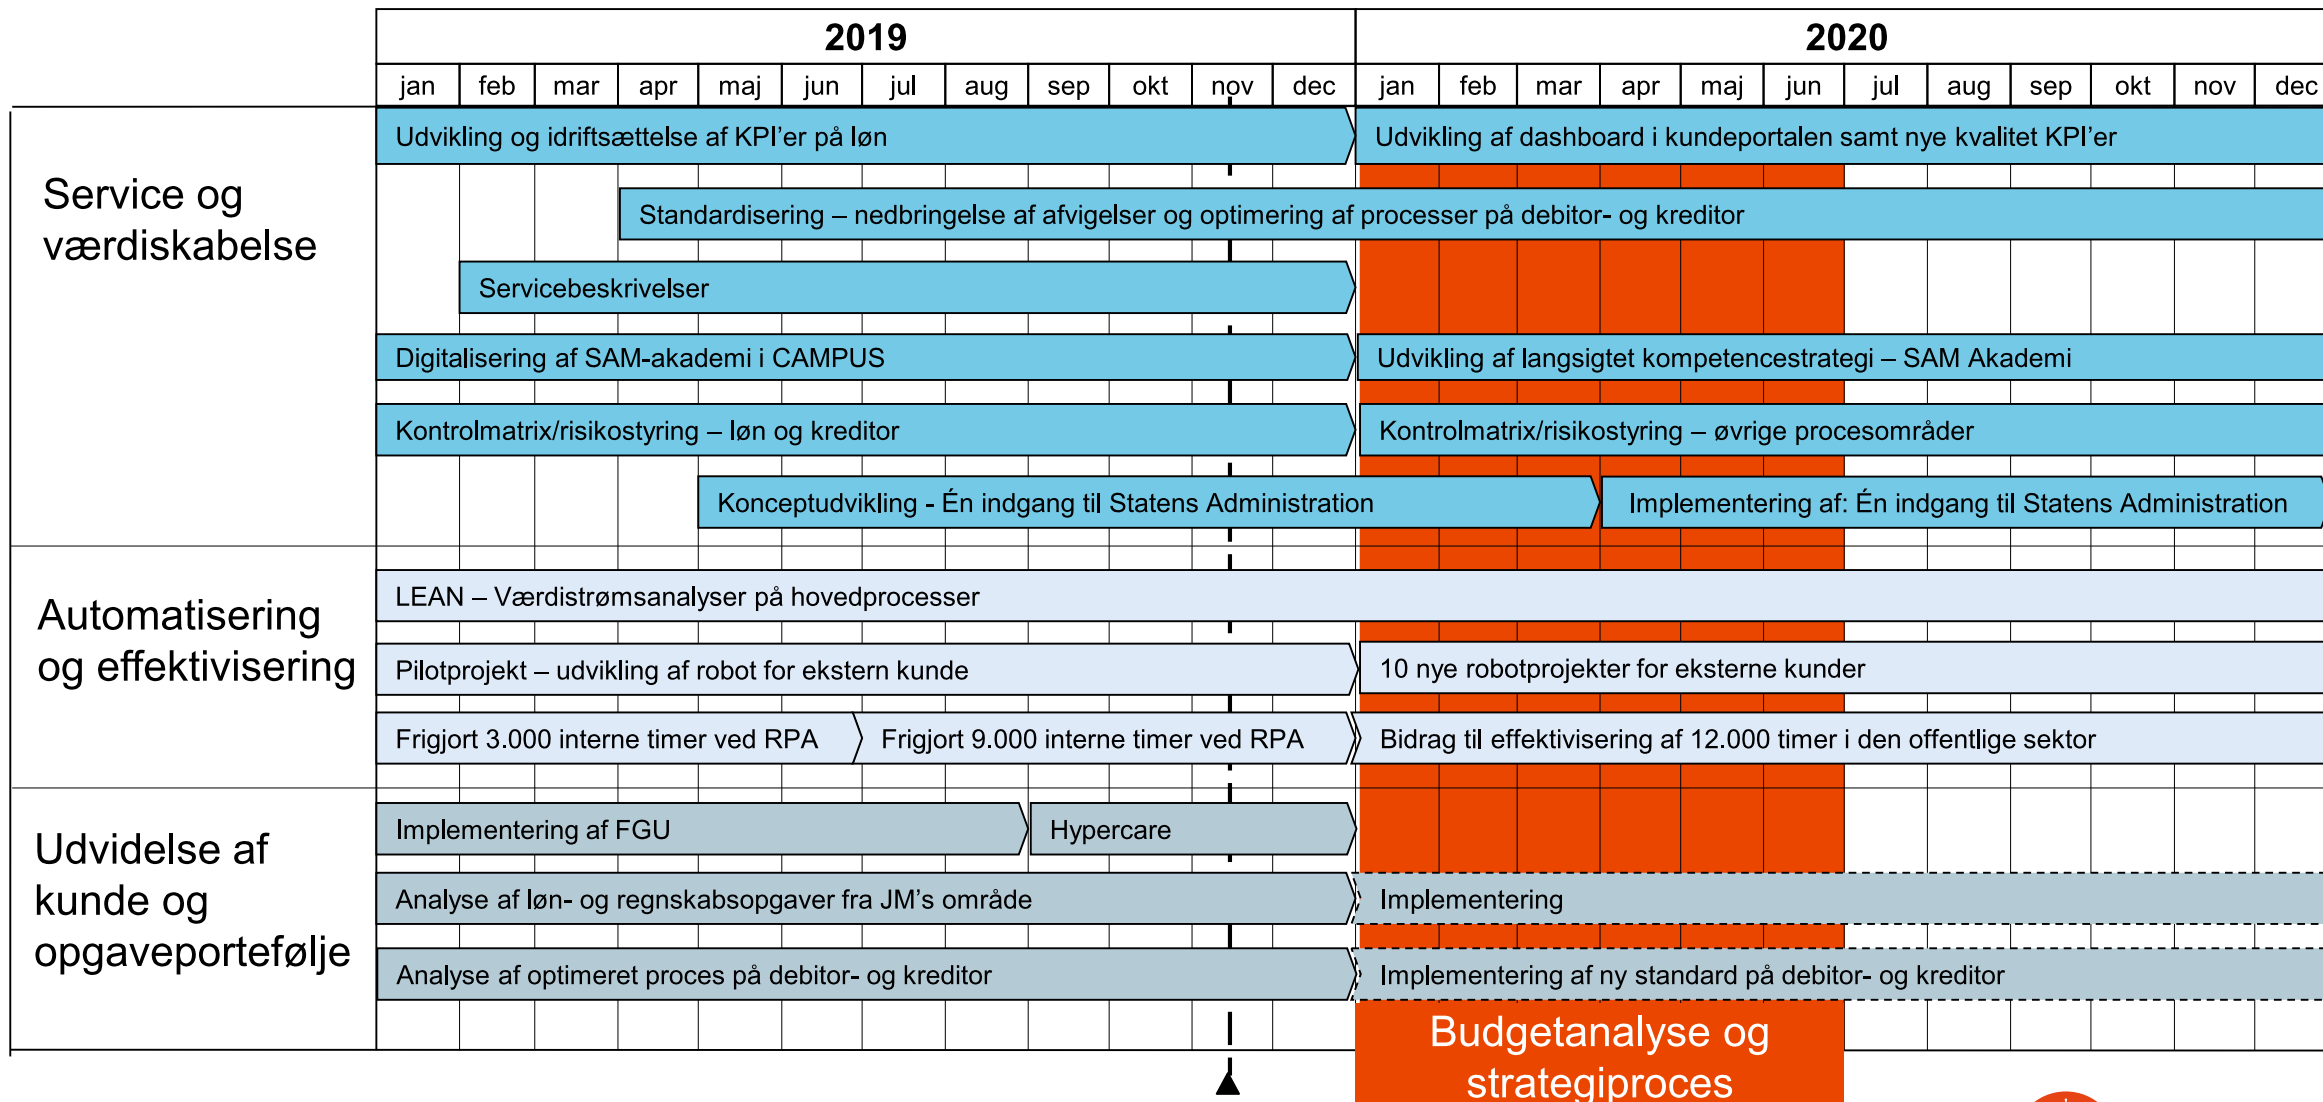 2019
2020
jan feb mar apr maj jun jul aug sep okt nov dec jan feb mar apr maj jun jul aug sep okt nov dec
Service og
værdiskabelse
Udvikling og idriftsættelse af KPI’er på løn
Udvikling af dashboard i kundeportalen samt nye kvalitet KPI’er
Standardisering – nedbringelse af afvigelser og optimering af processer på debitor- og kreditor
Servicebeskrivelser
Digitalisering af SAM-akademi i CAMPUS
Udvikling af langsigtet kompetencestrategi – SAM Akademi
Kontrolmatrix/risikostyring – løn og kreditor
Kontrolmatrix/risikostyring – øvrige procesområder
Konceptudvikling - Én indgang til Statens Administration
Implementering af: Én indgang til Statens Administration
Automatisering
og effektivisering
LEAN – Værdistrømsanalyser på hovedprocesser
Pilotprojekt – udvikling af robot for ekstern kunde
10 nye robotprojekter for eksterne kunder
Frigjort 3.000 interne timer ved RPA
Frigjort 9.000 interne timer ved RPA
Bidrag til effektivisering af 12.000 timer i den offentlige sektor
Udvidelse af
kunde og
opgaveportefølje
Implementering af FGU
Hypercare
Analyse af løn- og regnskabsopgaver fra JM’s område
Implementering
Analyse af optimeret proces på debitor- og kreditor
Implementering af ny standard på debitor- og kreditor
Budgetanalyse og
strategiproces